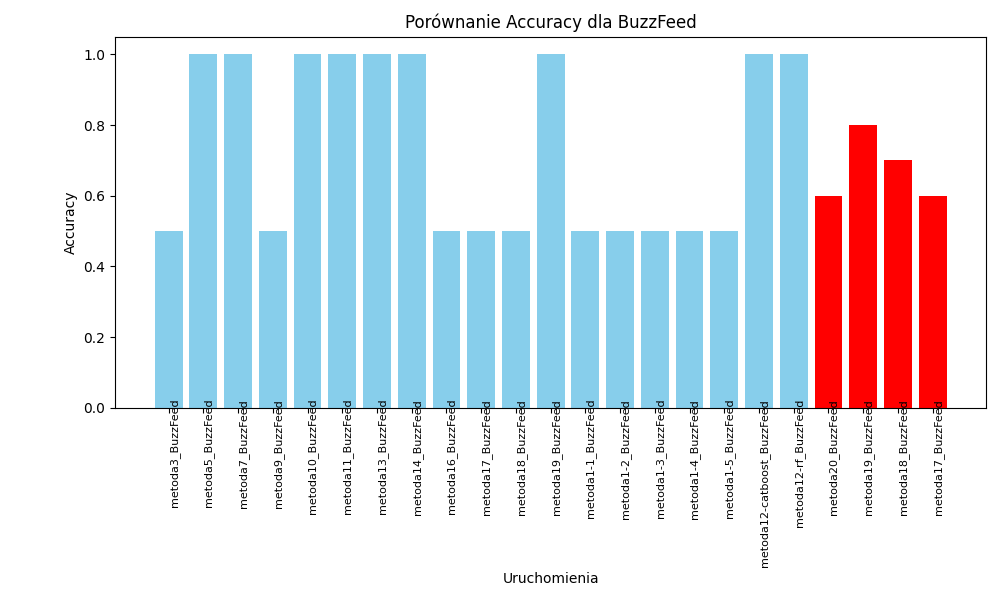 Porównanie Accuracy dla BuzzFeed
Accuracy
1.0
0.8
0.6
0.4
0.2
0.0
metoda3_BuzzFeed
metoda5_BuzzFeed
metoda7_BuzzFeed
metoda9_BuzzFeed
metoda10_BuzzFeed
metoda11_BuzzFeed
metoda13_BuzzFeed
metoda14_BuzzFeed
metoda16_BuzzFeed
metoda17_BuzzFeed
metoda18_BuzzFeed
metoda19_BuzzFeed
metoda1-1_BuzzFeed
metoda1-2_BuzzFeed
metoda1-3_BuzzFeed
metoda1-4_BuzzFeed
metoda1-5_BuzzFeed
metoda12-catboost_BuzzFeed
metoda12-rf_BuzzFeed
metoda20_BuzzFeed
metoda19_BuzzFeed
metoda18_BuzzFeed
metoda17_BuzzFeed
Uruchomienia